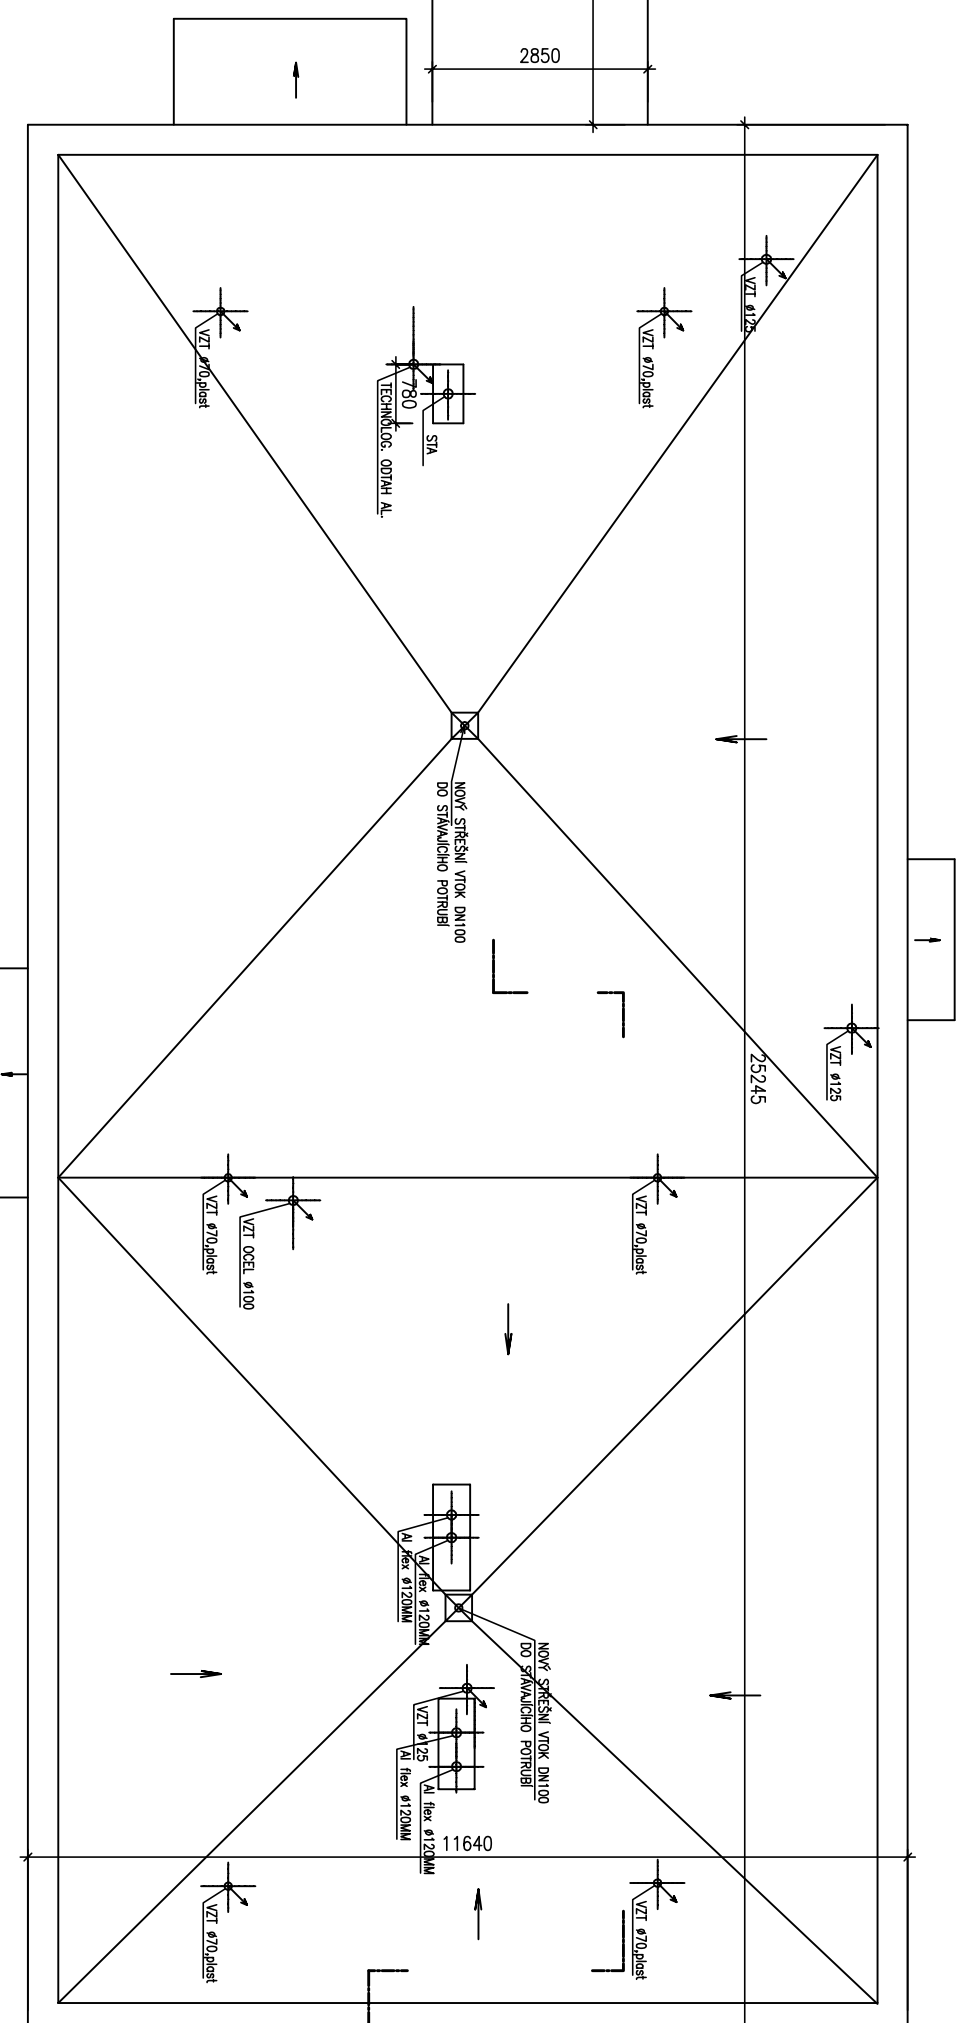 2850
VZT ø125
VZT ø70,plast
VZT ø70,plast
780
STA
TECHNOLOG. ODTAH AL.
NOVÝ STŘEŠNÍ VTOK DN100
DO STÁVAJÍCÍHO POTRUBÍ
25245
VZT ø125
VZT ø70,plast
VZT OCEL ø100
VZT ø70,plast
Al flex ø120MM
Al flex ø120MM
NOVÝ STŘEŠNÍ VTOK DN100
DO STÁVAJÍCÍHO POTRUBÍ
VZT ø125
Al flex ø120MM
Al flex ø120MM
11640
VZT ø70,plast
VZT ø70,plast